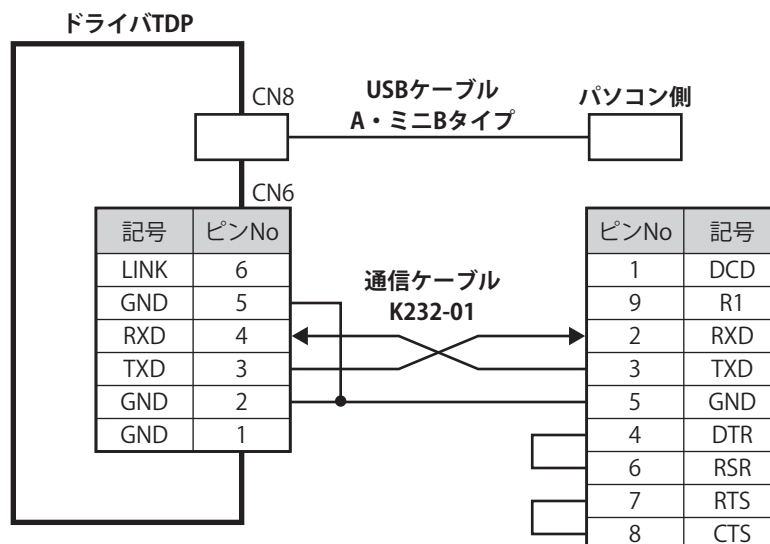 ドライバTDP
CN8
USBケーブル
A・ミニBタイプ
パソコン側
CN6
記号 ピンNo
LINK 6
GND 5
RXD 4
TXD 3
GND 2
GND 1
通信ケーブル
K232-01
ピンNo 記号
1 DCD
9 R1
2 RXD
3 TXD
5 GND
4 DTR
6 RSR
7 RTS
8 CTS